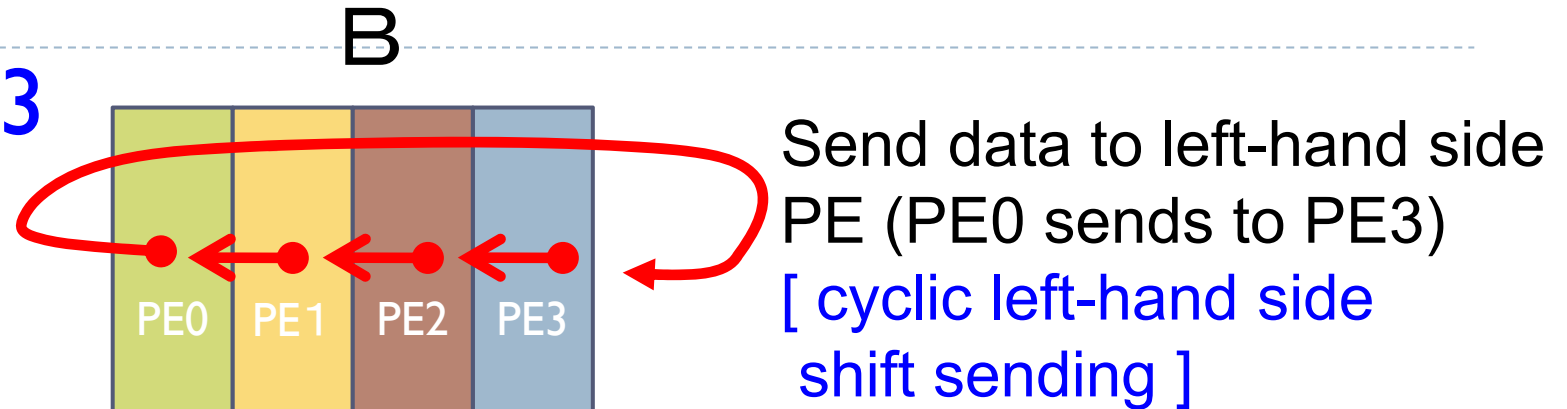 B
3
Send data to left-hand side
PE (PE0 sends to PE3)
[ cyclic left-hand side
shift sending ]
PE0 PE1 PE2 PE3